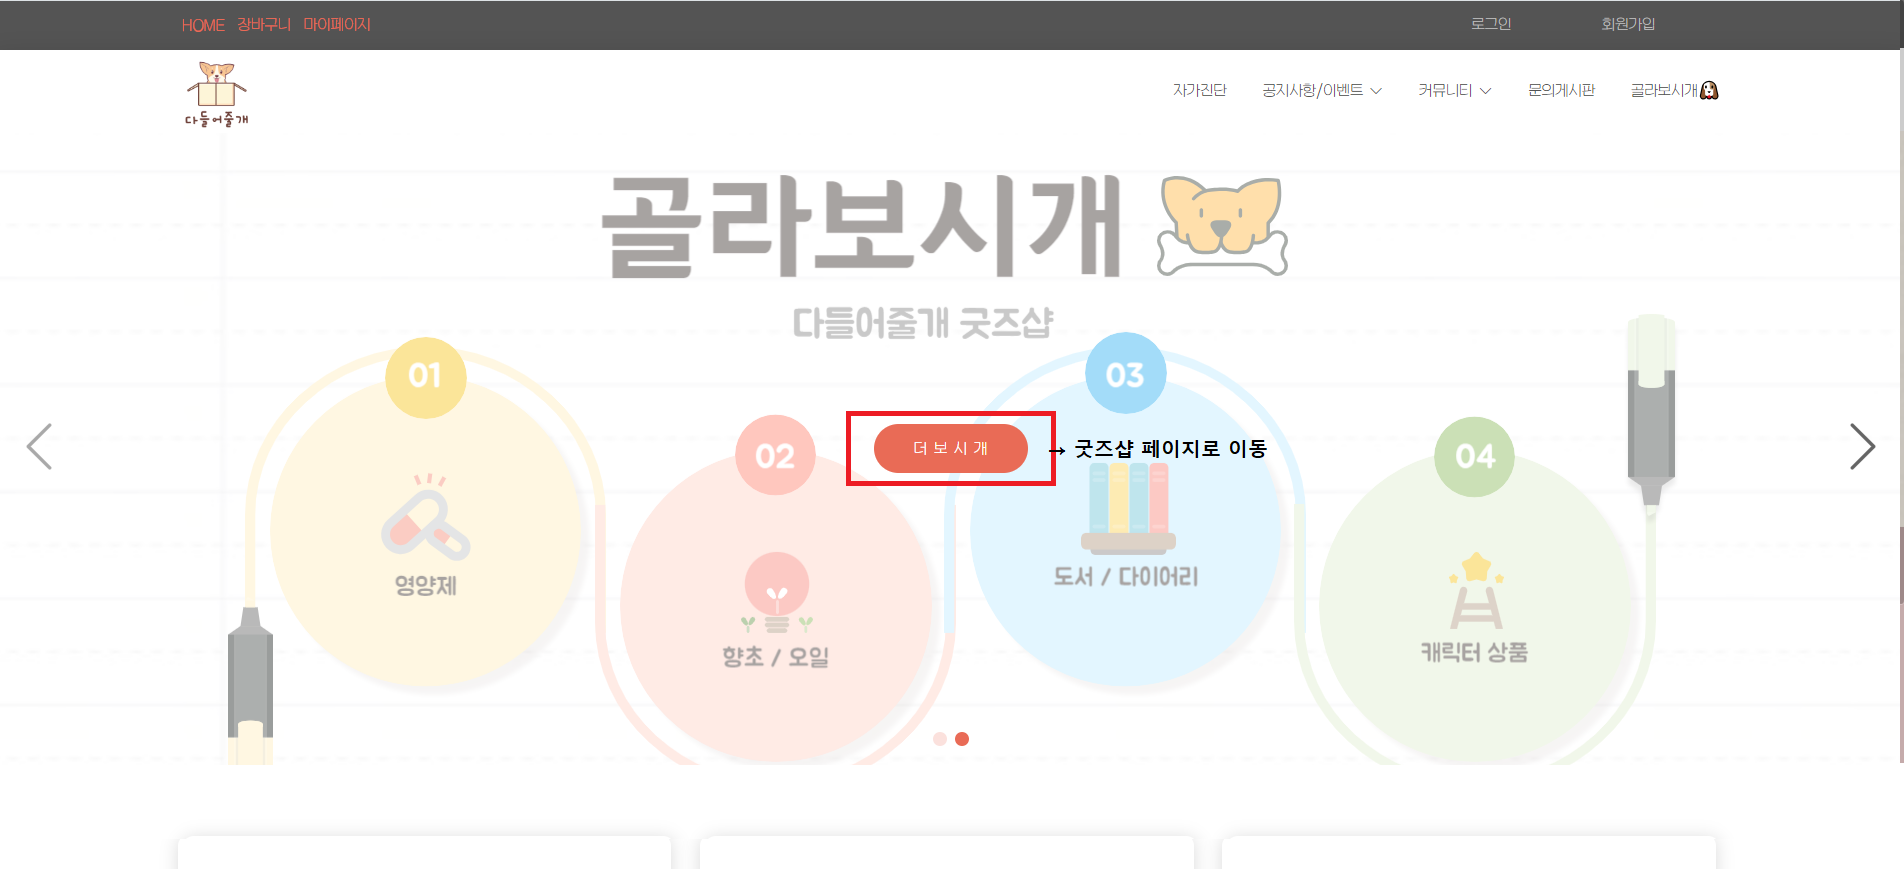 HOME 장바구니 마이페이지 로그인 회원가입
다들어줄개
자가진단 공지사항/이벤트 커뮤니티 문의게시판 골라보시개
골라보시개
다들어줄개 굿즈샵
01
영양제
02
향초 / 오일
더보시개
→ 굿즈샵 페이지로 이동
03
도서 / 다이어리
04
캐릭터 상품